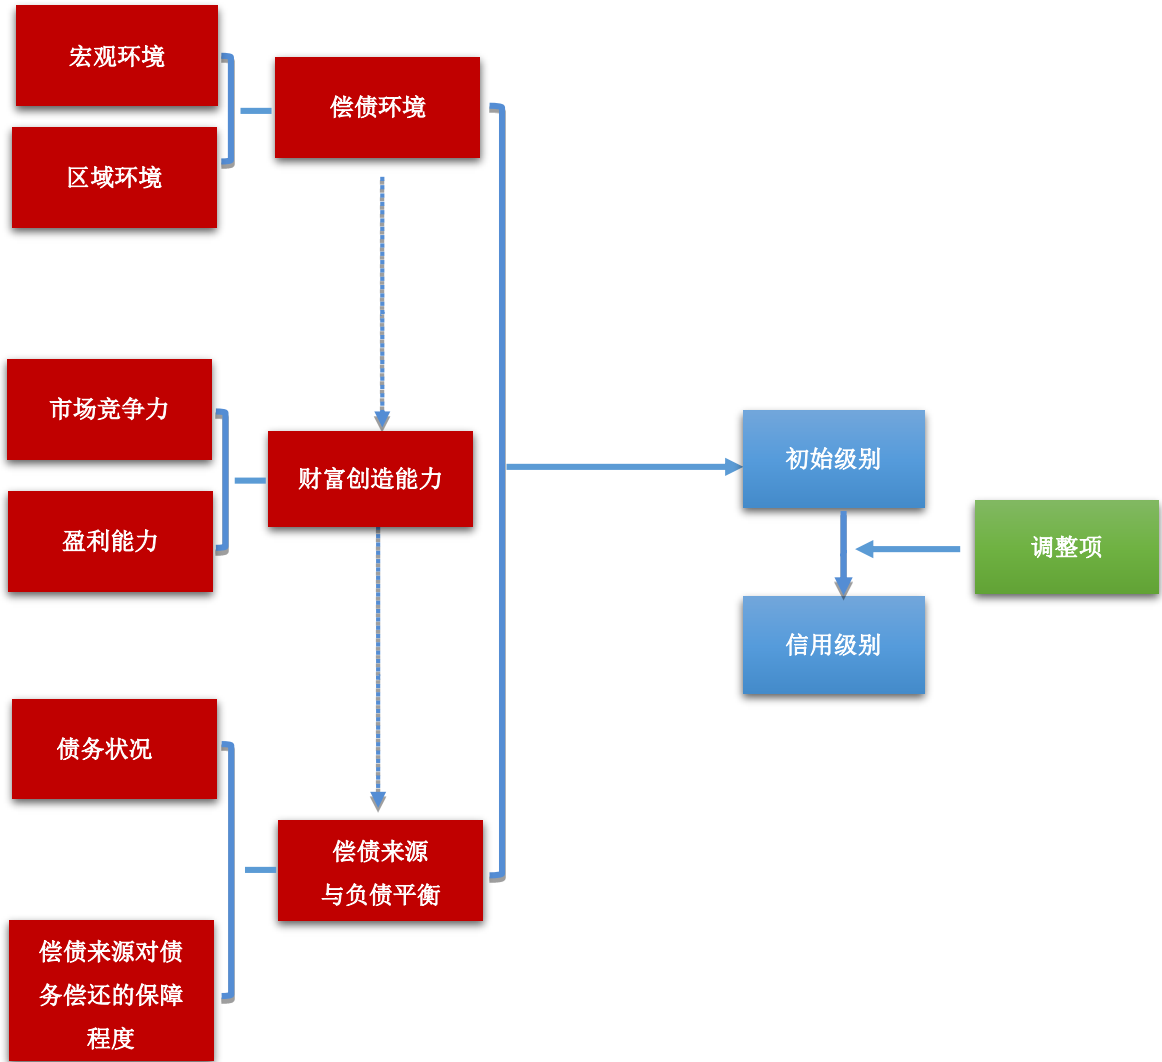 宏观环境
区域环境
偿债环境
市场竞争力
盈利能力
财富创造能力
债务状况
偿债来源对债
务偿还的保障
程度
偿债来源
与负债平衡
初始级别
调整项
信用级别